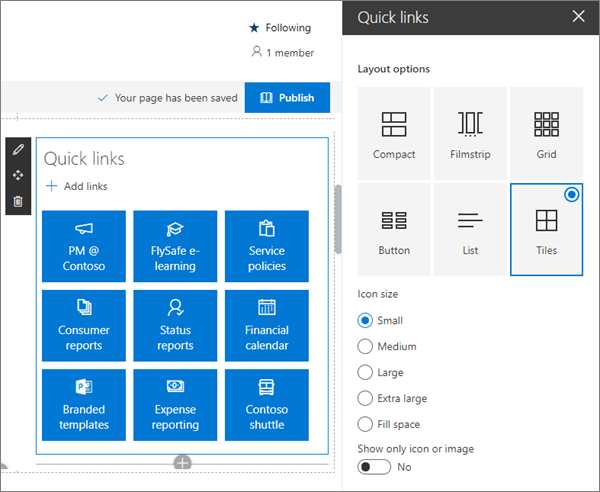 Following
1 member
Your page has been saved
Publish
Quick links
Add links
PM @
Contoso
FlySafe e-
learning
Service
policies
Consumer
reports
Status
reports
Financial
calendar
Branded
templates
Expense
reporting
Contoso
shuttle
Quick links
Layout options
Compact
Filmstrip
Grid
Button
List
Tiles
Icon size
Small
Medium
Large
Extra large
Fill space
Show only icon or image
No